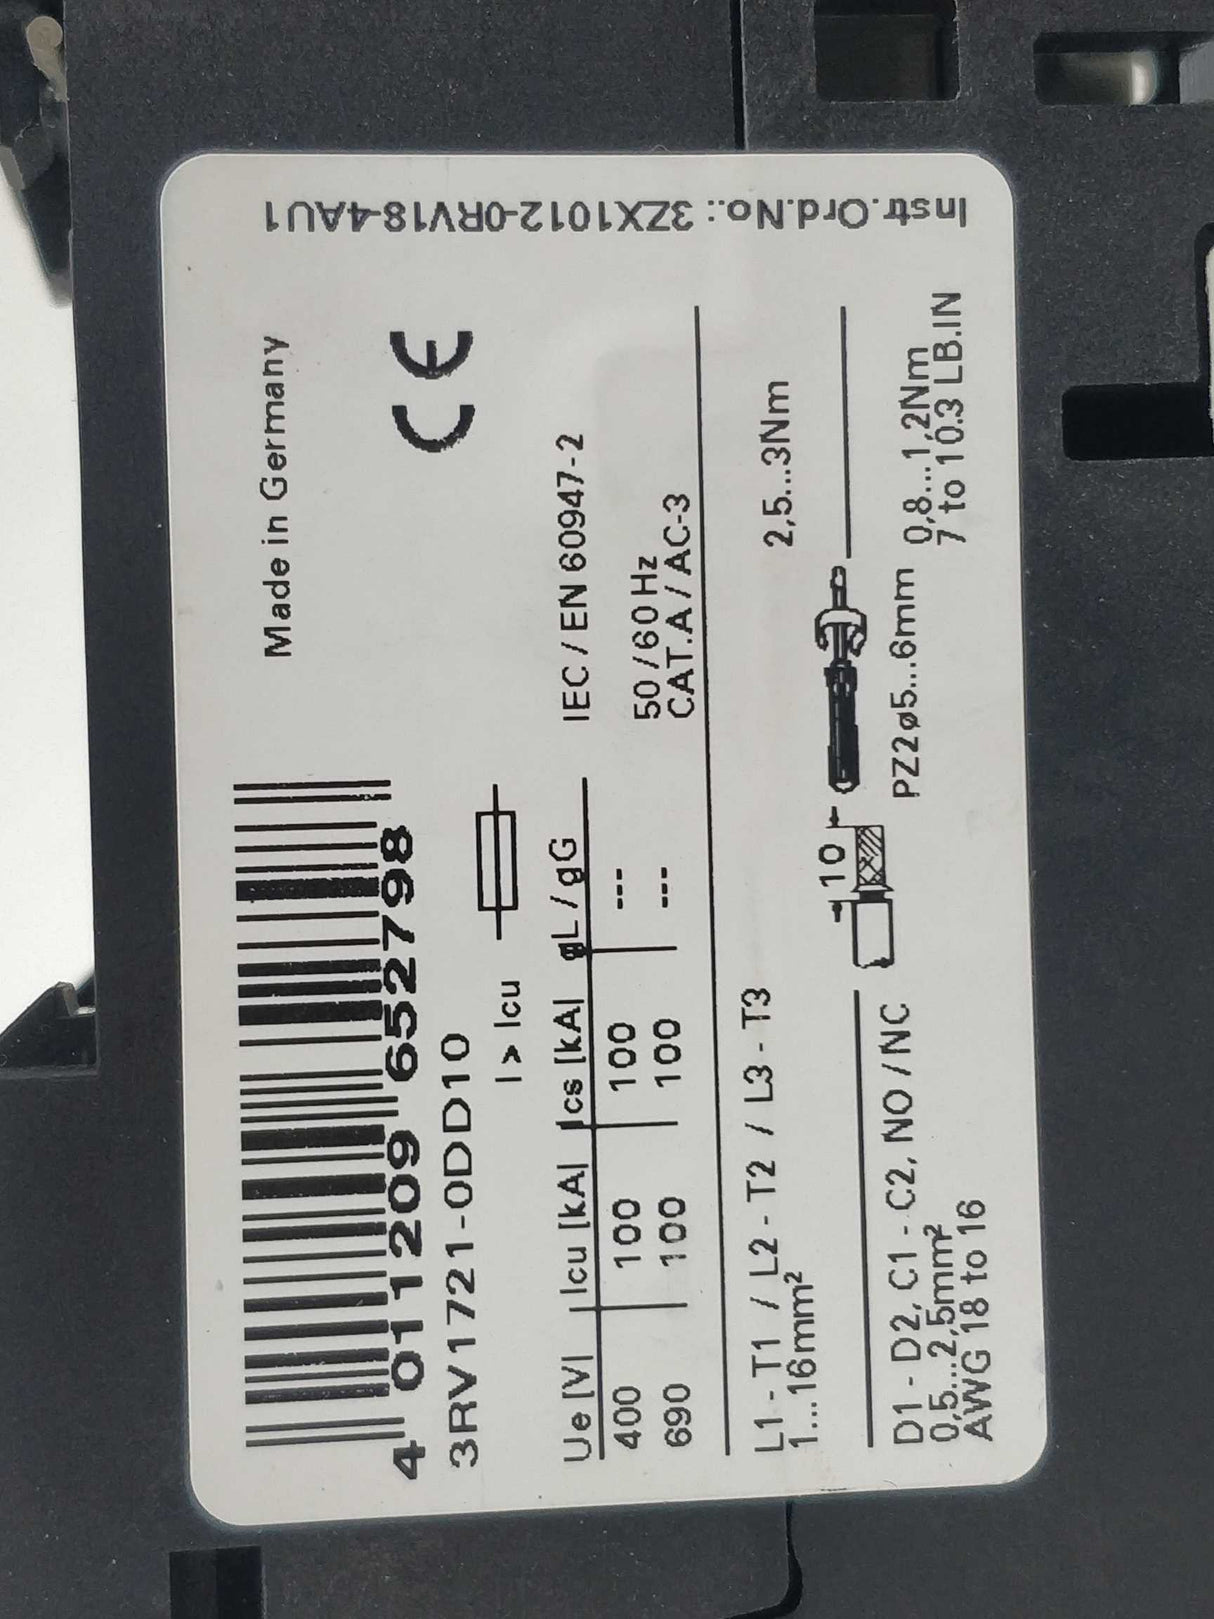 Made in Germany
4 011209 652798
CE
3RV1721-0DD10
I > Icu
Ue [V] Icu [kA] Ics [kA] gL / gG IEC / EN 60947-2
400 100 100 --- 50 / 60 Hz
690 100 100 --- CAT.A / AC-3
L1 - T1 / L2 - T2 / L3 - T3 2,5...3Nm
1....16mm²
10
D1 - D2, C1 - C2, NO / NC PZ2 ø5...6mm 0,8...1,2Nm
0,5...2,5mm² 7 to 10.3 LB.IN
AWG 18 to 16
Instr.Ord.No.: 3ZX1012-0RV18-4AU1